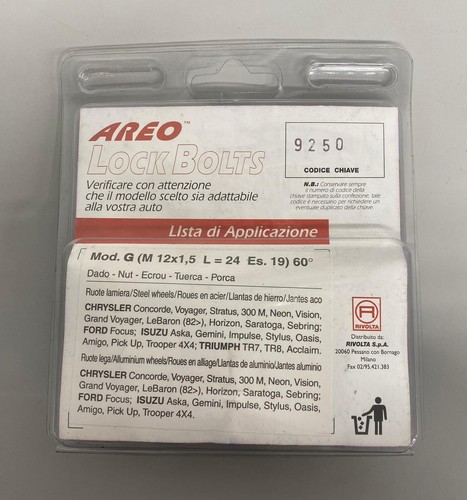 AREO™
LOCK BOLTS
Verificare con attenzione
che il modello scelto sia adattabile
alla vostra auto
9250
CODICE CHIAVE
N.B.: Conservare sempre
il numero di codice della
chiave stampato sulla confezione, tale
codice è necessario per richiedere un
eventuale duplicato della chiave.
Lista di Applicazione
Mod. G (M 12x1,5 L = 24 Es. 19) 60°
Dado - Nut - Ecrou - Tuerca - Porca
Ruote lamiera/Steel wheels/Roues en acier/Llantas de hierro/Jantes aco
CHRYSLER Concorde, Voyager, Stratus, 300 M, Neon, Vision,
Grand Voyager, LeBaron (82>), Horizon, Saratoga, Sebring;
FORD Focus; ISUZU Aska, Gemini, Impulse, Stylus, Oasis,
Amigo, Pick Up, Trooper 4X4; TRIUMPH TR7, TR8, Acclaim.
Ruote lega/Alluminium wheels/Roues en alliage/Llantas de aluminio/Jantes aluminio
CHRYSLER Concorde, Voyager, Stratus, 300 M, Neon, Vision,
Grand Voyager, LeBaron (82>), Horizon, Saratoga, Sebring;
FORD Focus; ISUZU Aska, Gemini, Impulse, Stylus, Oasis,
Amigo, Pick Up, Trooper 4X4.
R
RIVOLTA
Distribuito da:
RIVOLTA S.p.A.
20060 Pessano con Bornago
Milano
Fax 02/95.421.383